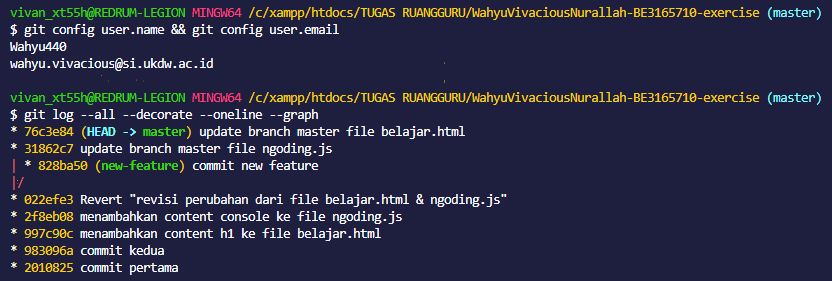 vivan_xt55h@REDRUM-LEGION MINGW64 /c/xampp/htdocs/TUGAS RUANGGURU/WahyuVivaciousNurallah-BE3165710-exercise (master)
$ git config user.name && git config user.email
Wahyu440
wahyu.vivacious@si.ukdw.ac.id
vivan_xt55h@REDRUM-LEGION MINGW64 /c/xampp/htdocs/TUGAS RUANGGURU/WahyuVivaciousNurallah-BE3165710-exercise (master)
$ git log --all --decorate --oneline --graph
* 76c3e84 (HEAD -> master) update branch master file belajar.html
* 31862c7 update branch master file ngoding.js
| * 828ba50 (new-feature) commit new feature
|/
* 022efe3 Revert "revisi perubahan dari file belajar.html & ngoding.js"
* 2f8eb08 menambahkan content console ke file ngoding.js
* 997c90c menambahkan content h1 ke file belajar.html
* 983096a commit kedua
* 2010825 commit pertama